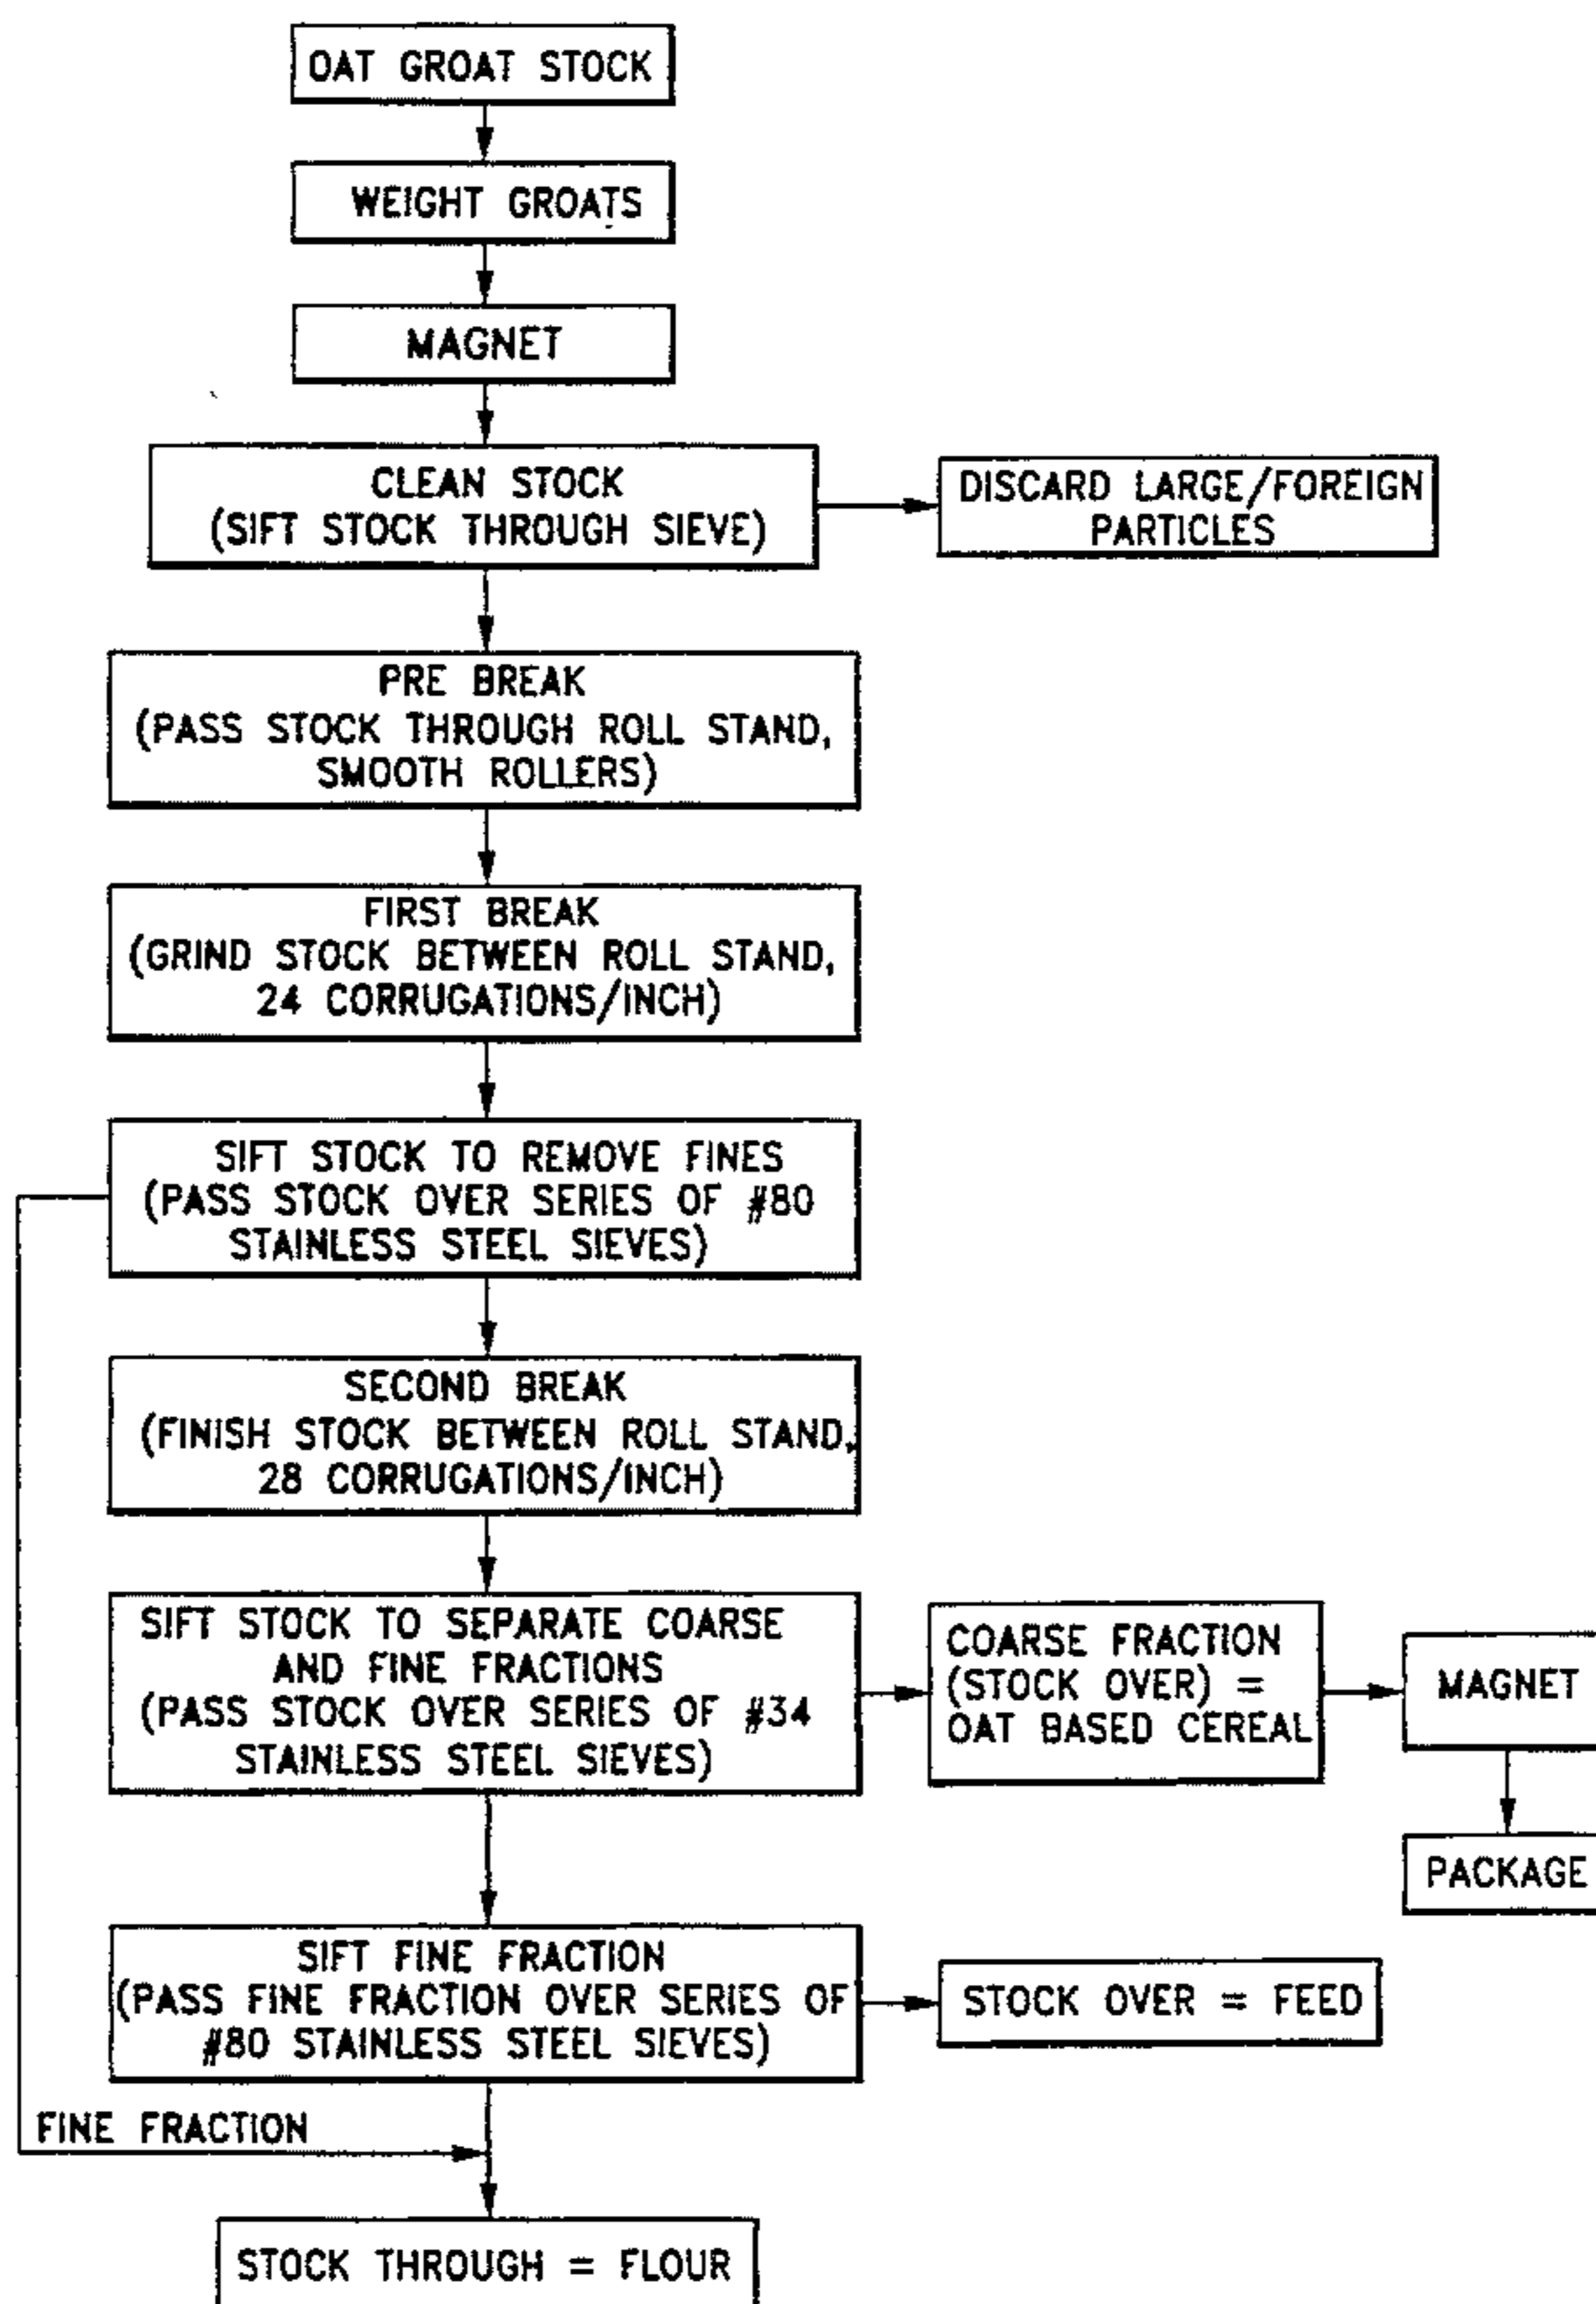 OAT GROAT STOCK
WEIGHT GROATS
MAGNET
CLEAN STOCK
(SIFT STOCK THROUGH SIEVE)
DISCARD LARGE/FOREIGN
PARTICLES
PRE BREAK
(PASS STOCK THROUGH ROLL STAND,
SMOOTH ROLLERS)
FIRST BREAK
(GRIND STOCK BETWEEN ROLL STAND,
24 CORRUGATIONS/INCH)
SIFT STOCK TO REMOVE FINES
(PASS STOCK OVER SERIES OF #80
STAINLESS STEEL SIEVES)
SECOND BREAK
(FINISH STOCK BETWEEN ROLL STAND,
28 CORRUGATIONS/INCH)
SIFT STOCK TO SEPARATE COARSE
AND FINE FRACTIONS
(PASS STOCK OVER SERIES OF #34
STAINLESS STEEL SIEVES)
COARSE FRACTION
(STOCK OVER) =
OAT BASED CEREAL
MAGNET
PACKAGE
SIFT FINE FRACTION
(PASS FINE FRACTION OVER SERIES OF
#80 STAINLESS STEEL SIEVES)
STOCK OVER = FEED
FINE FRACTION
STOCK THROUGH = FLOUR